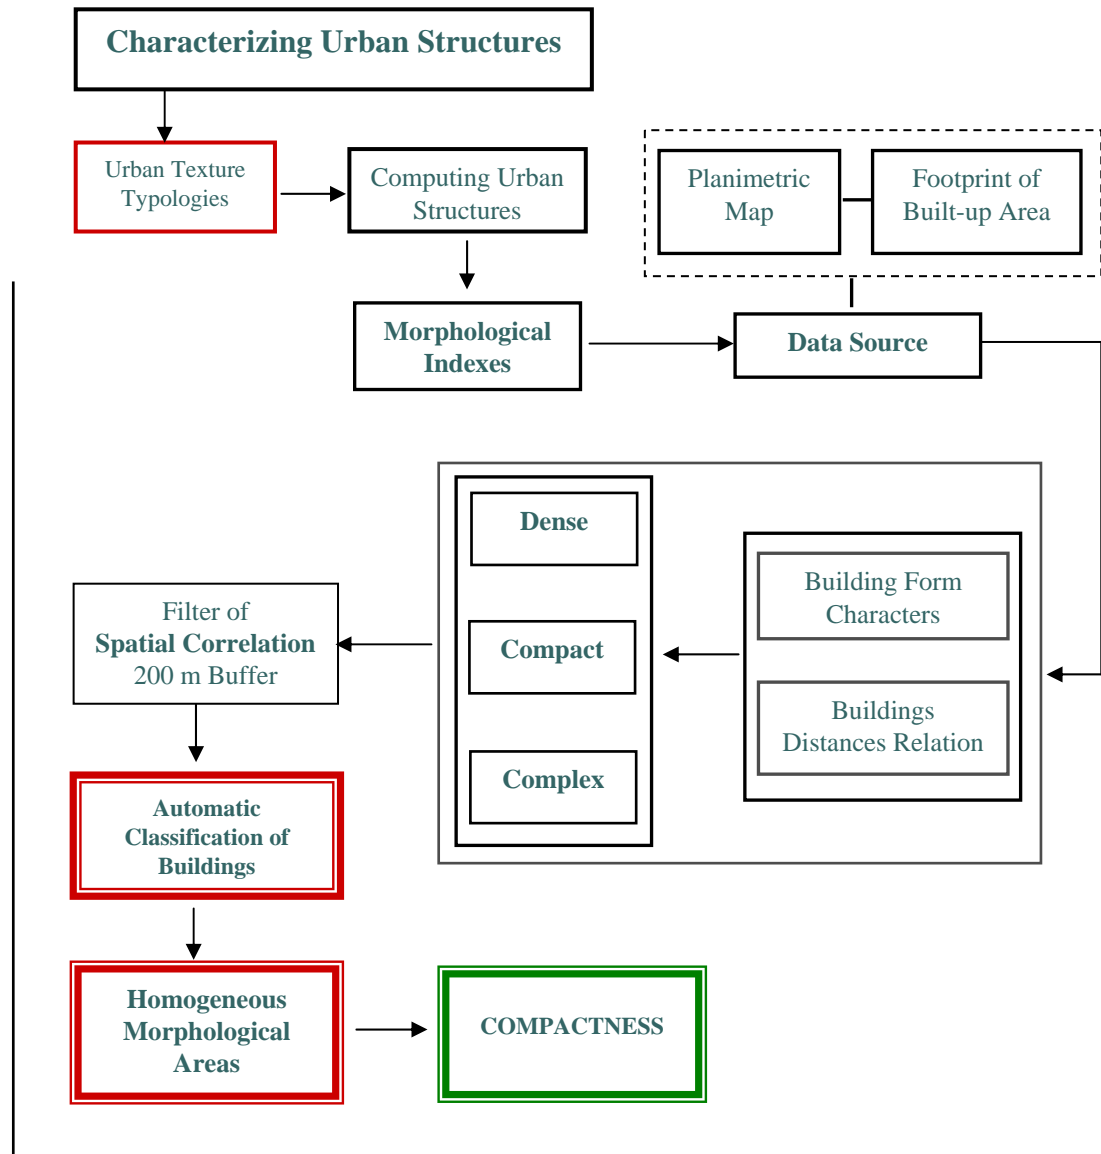 Characterizing Urban Structures
Urban Texture
Typologies
Computing Urban
Structures
Planimetric
Map
Footprint of
Built-up Area
Morphological
Indexes
Data Source
Dense
Compact
Complex
Building Form
Characters
Buildings
Distances Relation
Filter of
Spatial Correlation
200 m Buffer
Automatic
Classification of
Buildings
Homogeneous
Morphological
Areas
COMPACTNESS